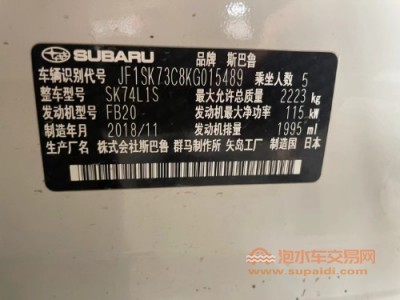 SUBARU 品牌 斯巴鲁
车辆识别代号 JF1SK73C8KG015489 乘坐人数 5
整车型号 SK74LIS 最大允许总质量 2223 kg
发动机型号 FB20 发动机最大净功率 115 kW
制造年月 2018/11 发动机排量 1995 ml
生产厂名 株式会社斯巴鲁 群马制作所 矢岛工厂 制造国 日本
泡水车交易网
www.supaidi.com